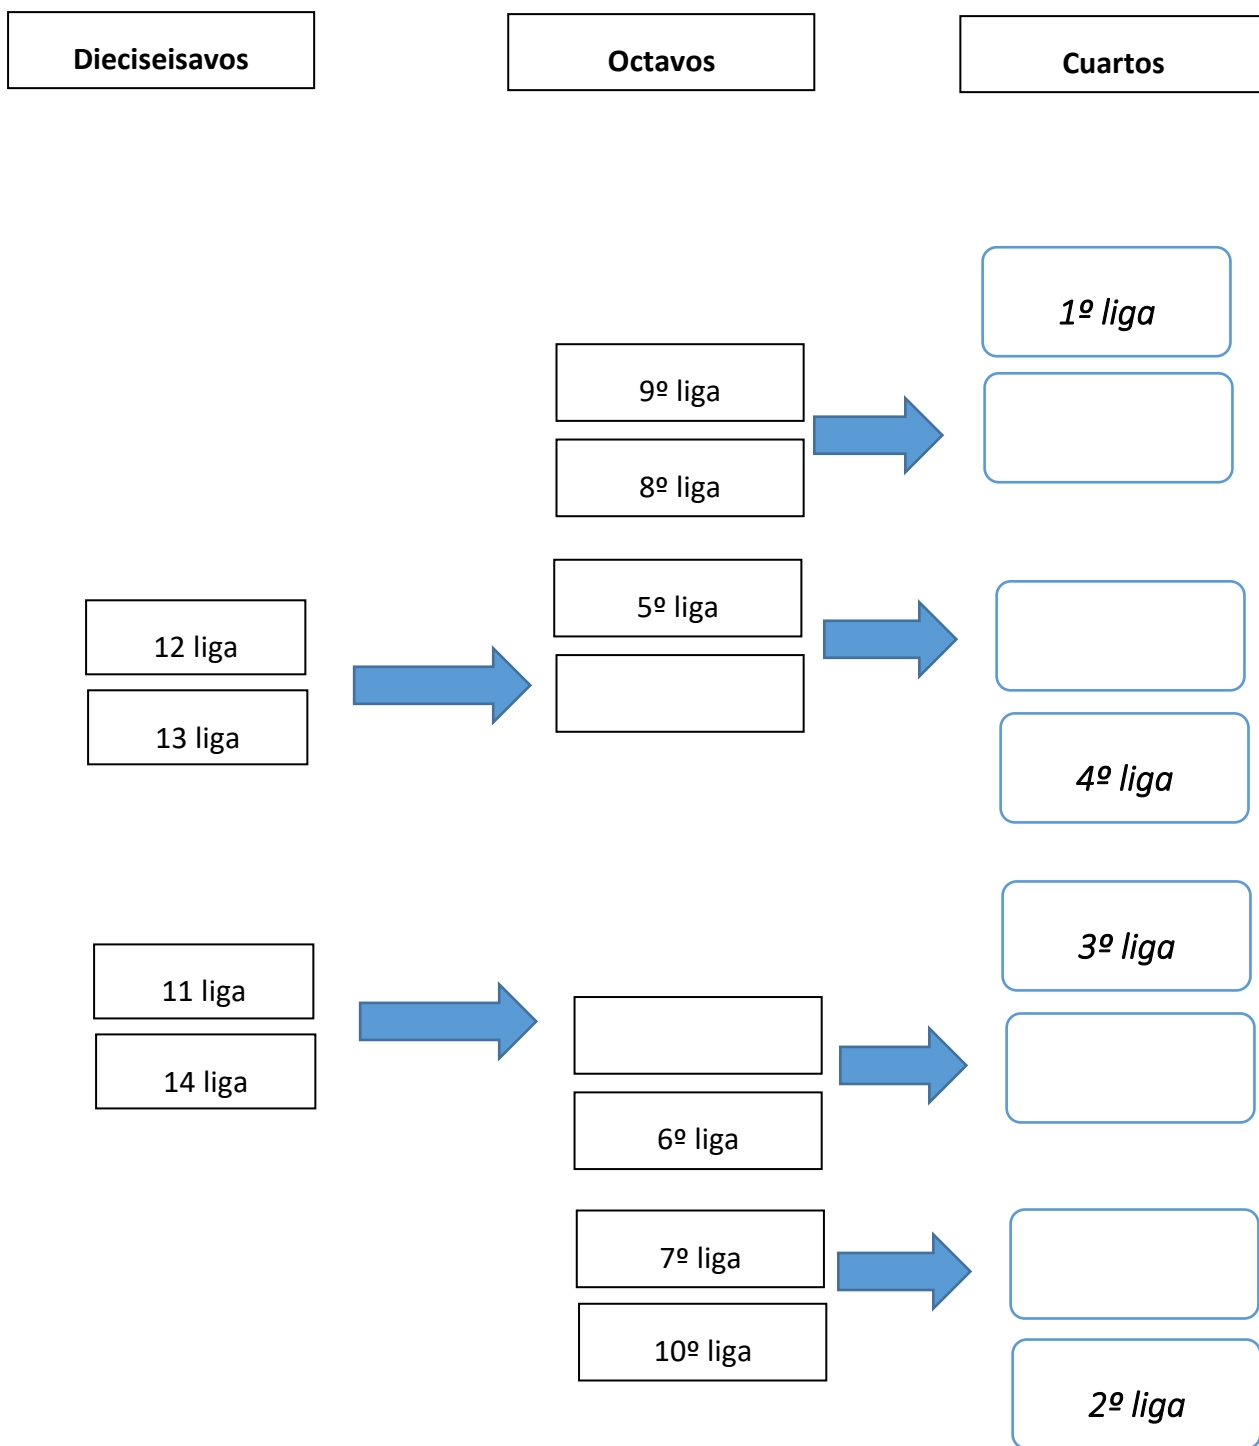 Dieciseisavos
Octavos
Cuartos
1º liga
9º liga
8º liga
5º liga
12 liga
13 liga
4º liga
3º liga
11 liga
14 liga
6º liga
7º liga
10º liga
2º liga